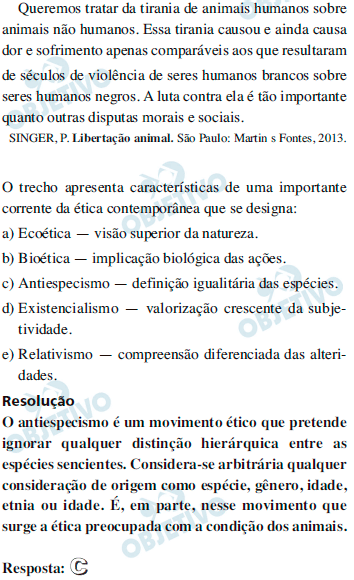 Queremos tratar da tirania de animais humanos sobre
animais não humanos. Essa tirania causou e ainda causa
dor e sofrimento apenas comparáveis aos que resultaram
de séculos de violência de seres humanos brancos sobre
seres humanos negros. A luta contra ela é tão importante
quanto outras disputas morais e sociais.
SINGER, P. Libertação animal. São Paulo: Martin s Fontes, 2013.
O trecho apresenta características de uma importante
corrente da ética contemporânea que se designa:
a) Ecoética — visão superior da natureza.
b) Bioética — implicação biológica das ações.
c) Antiespecismo — definição igualitária das espécies.
d) Existencialismo — valorização crescente da subje-
tividade.
e) Relativismo — compreensão diferenciada das alteri-
dades.
Resolução
O antiespecismo é um movimento ético que pretende
ignorar qualquer distinção hierárquica entre as
espécies sencientes. Considera-se arbitrária qualquer
consideração de origem como espécie, gênero, idade,
etnia ou idade. É, em parte, nesse movimento que
surge a ética preocupada com a condição dos animais.
Resposta: C
OBJETIVO
OBJETIVO
OBJETIVO
OBJETIVO
OBJETIVO
OBJETIVO